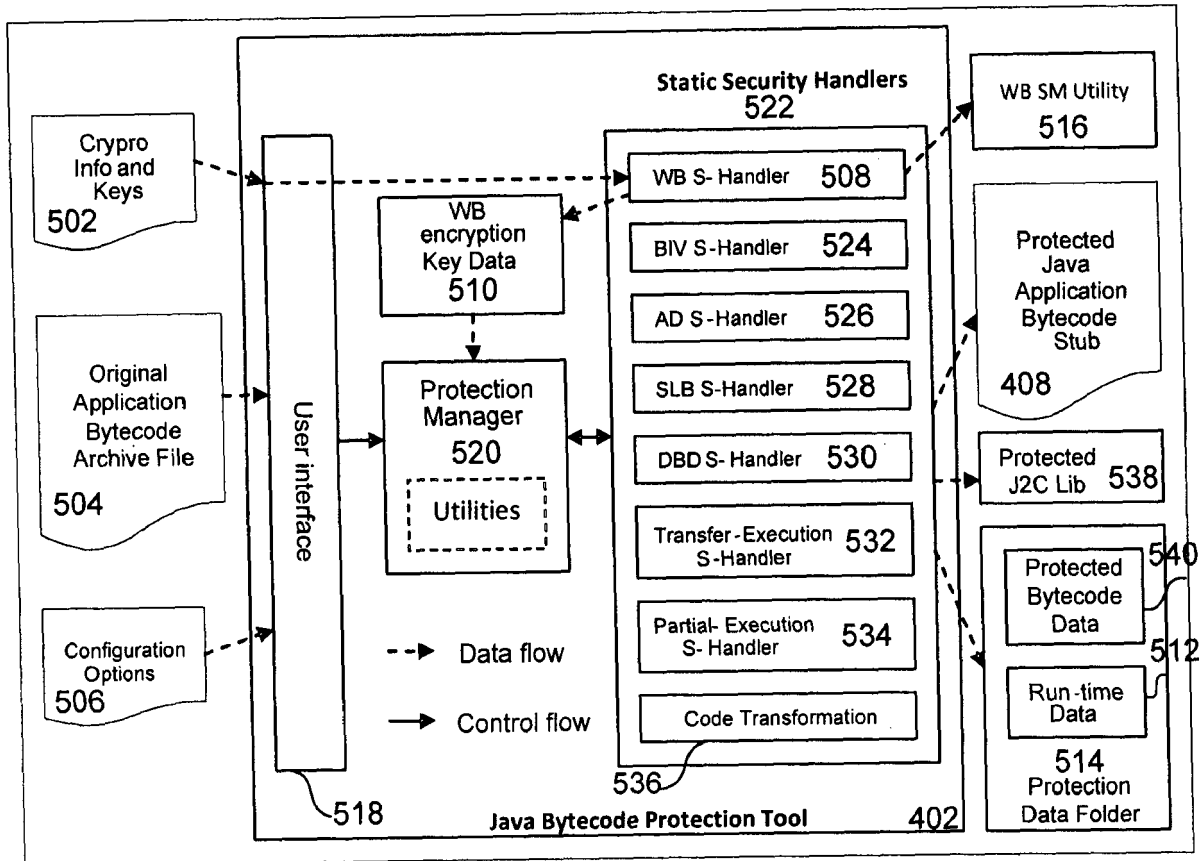 Crypro
Info and
Keys
502
Original
Application
Bytecode
Archive File
504
Configuration
Options
506
User interface
518
WB
encryption
Key Data
510
Protection
Manager
520
Utilities
Data flow
Control flow
Static Security Handlers
522
WB S-Handler 508
BIV S-Handler 524
AD S-Handler 526
SLB S-Handler 528
DBD S-Handler 530
Transfer-Execution
S-Handler 532
Partial-Execution
S-Handler 534
Code Transformation
536
Java Bytecode Protection Tool 402
WB SM Utility
516
Protected
Java
Application
Bytecode
Stub
408
Protected
J2C Lib 538
Protected
Bytecode
Data
540
Run-time
Data
512
514
Protection
Data Folder